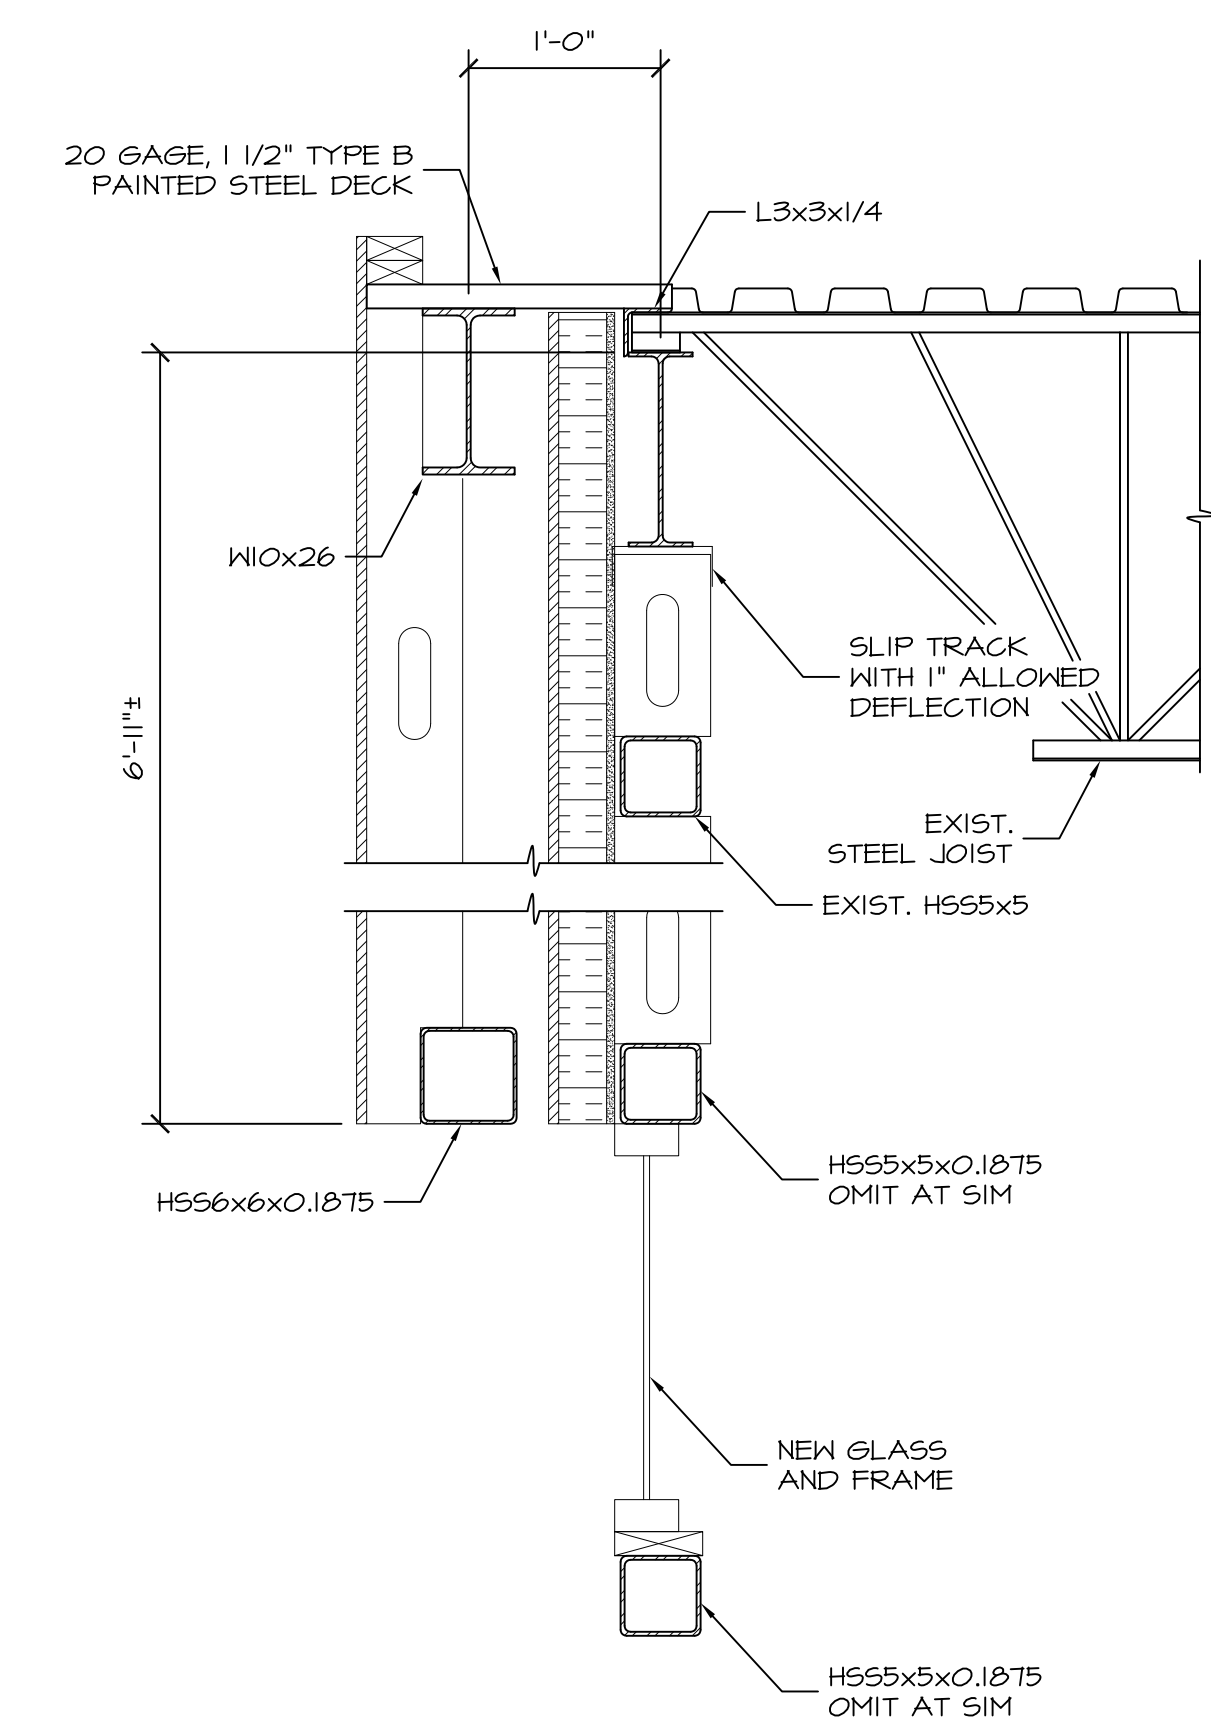 1'-0"
20 GAGE, 1 1/2" TYPE B
PAINTED STEEL DECK
L3x3x1/4
W10x26
SLIP TRACK
WITH 1" ALLOWED
DEFLECTION
6'-11"±
EXIST.
STEEL JOIST
EXIST. HSS5x5
HSS5x5x0.1875
OMIT AT SIM
HSS6x6x0.1875
NEW GLASS
AND FRAME
HSS5x5x0.1875
OMIT AT SIM